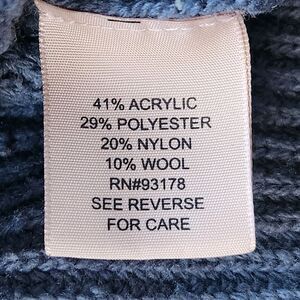 41% ACRYLIC
29% POLYESTER
20% NYLON
10% WOOL
RN#93178
SEE REVERSE
FOR CARE